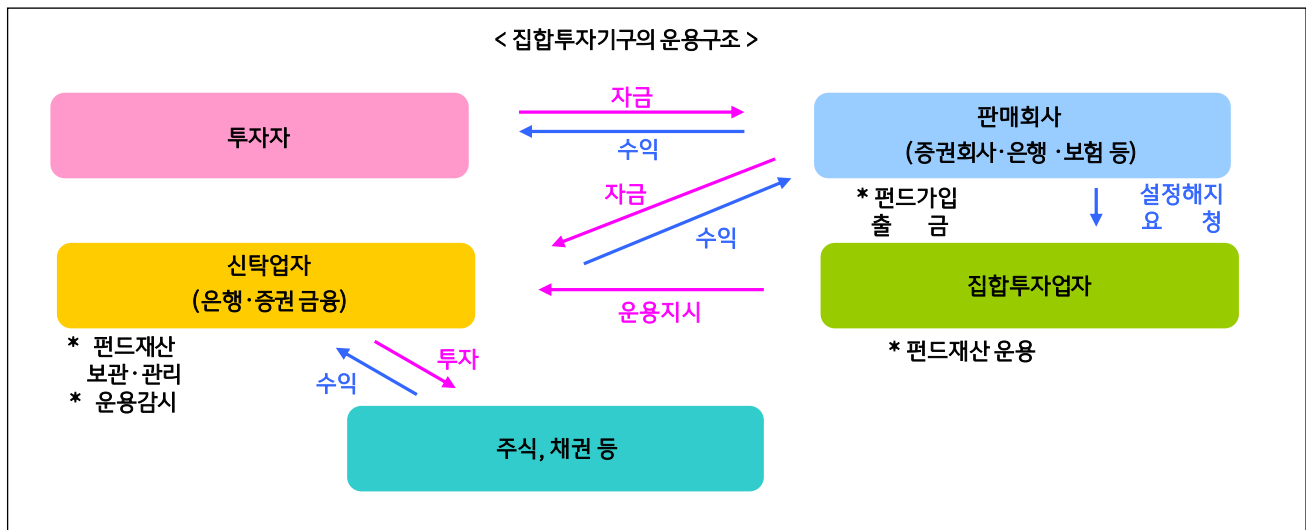 < 집합투자기구의 운용구조 >
투자자
자금
수익
판매회사
(증권회사·은행 ·보험 등)
* 펀드가입
출 금
설정해지
요 청
자금
수익
신탁업자
(은행·증권 금융)
집합투자업자
운용지시
* 펀드재산
보관·관리
* 운용감시
* 펀드재산 운용
투자
수익
주식, 채권 등